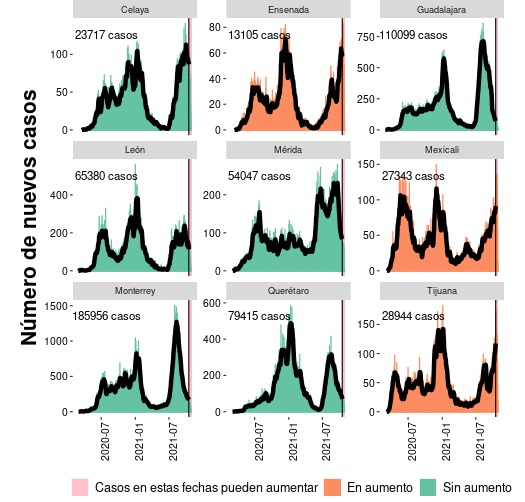 Número de nuevos casos
Celaya
23717 casos
100
50
0
Ensenada
13105 casos
80
60
40
20
0
Guadalajara
110099 casos
750
500
250
0
León
65380 casos
400
200
0
Mérida
54047 casos
200
100
0
Mexicali
27343 casos
150
100
50
0
Monterrey
185956 casos
1500
1000
500
0
2020-07
2021-01
2021-07
Querétaro
79415 casos
600
400
200
0
2020-07
2021-01
2021-07
Tijuana
28944 casos
150
100
50
0
2020-07
2021-01
2021-07
Casos en estas fechas pueden aumentar
En aumento
Sin aumento